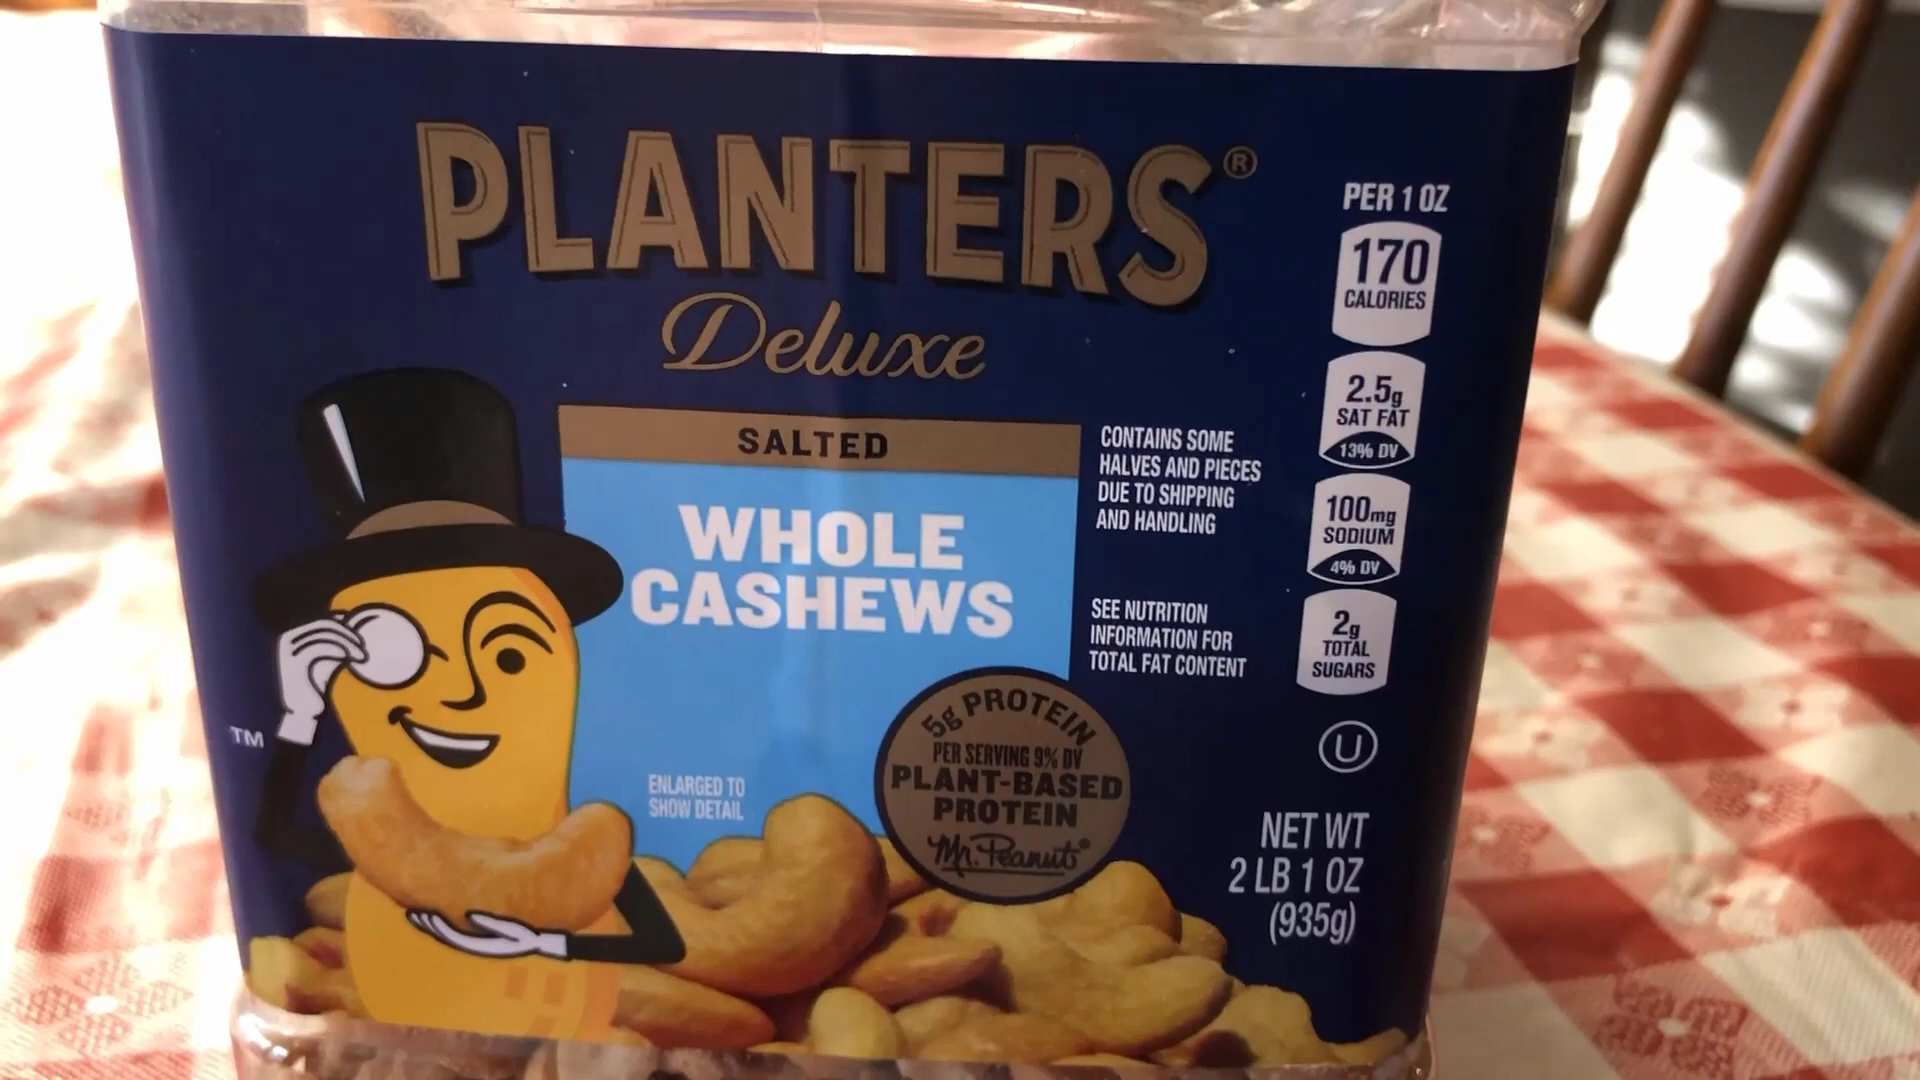 PLANTERS®
Deluxe
SALTED
WHOLE
CASHEWS
ENLARGED TO
SHOW DETAIL
TM
CONTAINS SOME
HALVES AND PIECES
DUE TO SHIPPING
AND HANDLING
SEE NUTRITION
INFORMATION FOR
TOTAL FAT CONTENT
5g PROTEIN
PER SERVING 9% DV
PLANT-BASED
PROTEIN
Mr. Peanut®
PER 1 OZ
170
CALORIES
2.5g
SAT FAT
13% DV
100mg
SODIUM
4% DV
2g
TOTAL
SUGARS
U
NET WT
2 LB 1 OZ
(935g)